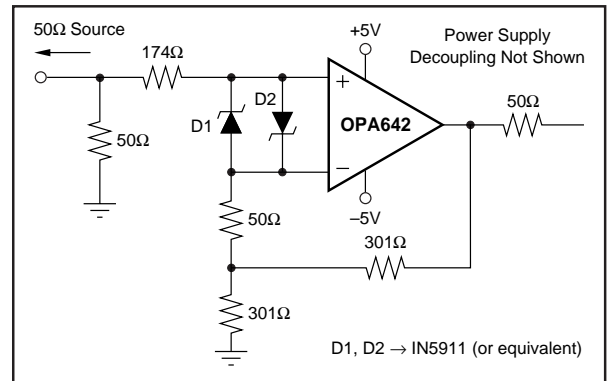 50Ω Source
+5V
Power Supply
Decoupling Not Shown
174Ω
D2
D1
+
OPA642
50Ω
50Ω
−
−5V
50Ω
301Ω
301Ω
D1, D2 → IN5911 (or equivalent)